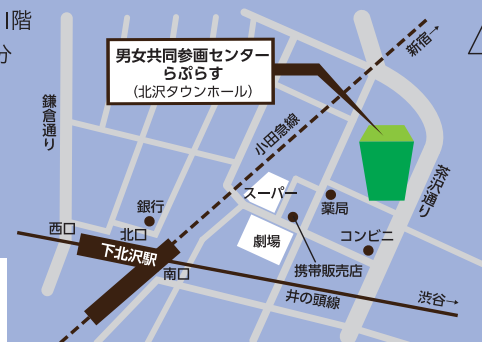 1階
分
男女共同参画センター
らぷらす
（北沢タウンホール）
新宿→
鎌倉通り
小田急線
茶沢通り
スーパー
薬局
銀行
西口
北口
コンビニ
劇場
下北沢駅
南口
携帯販売店
井の頭線
渋谷→